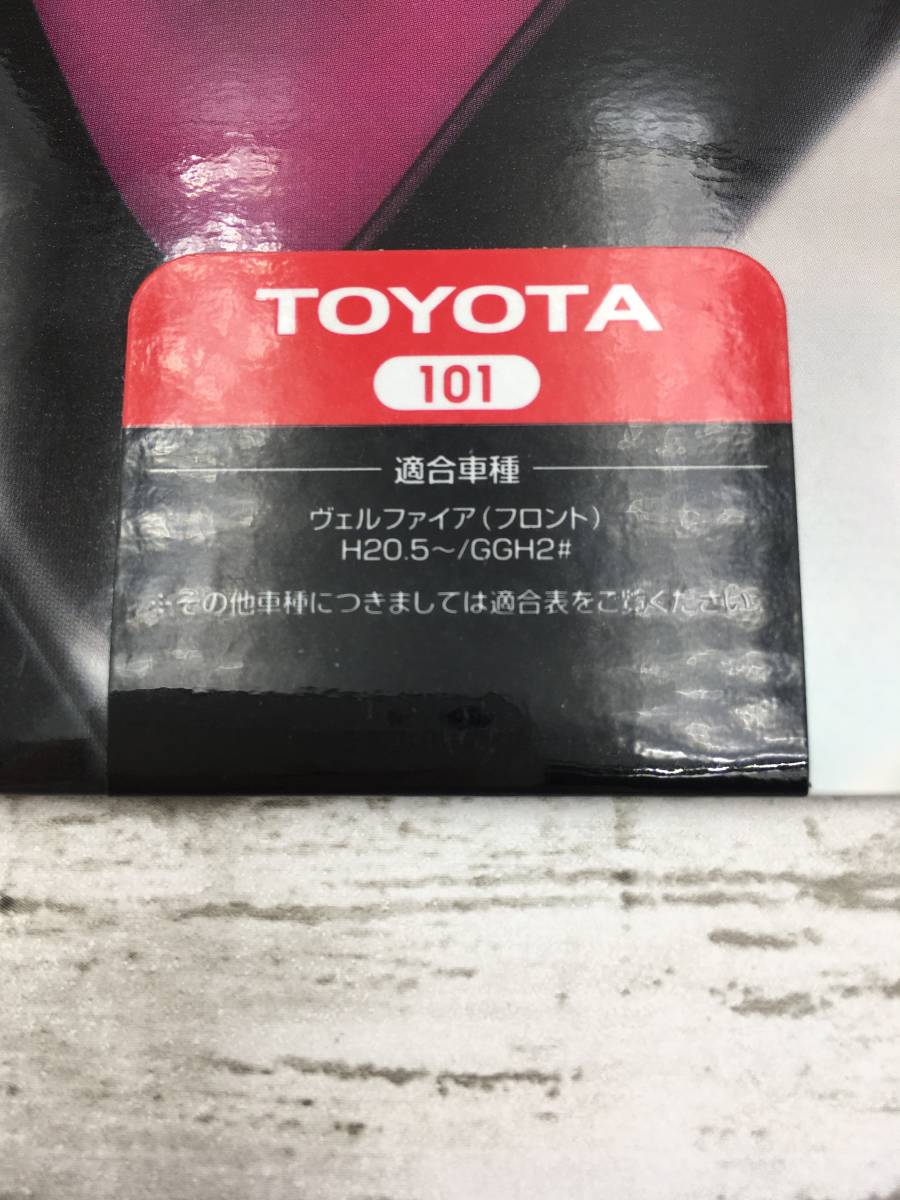 TOYOTA
101
適合車種
ヴェルファイア(フロント)
H20.5～/GGH2#
※その他車種につきましては適合表をご覧ください